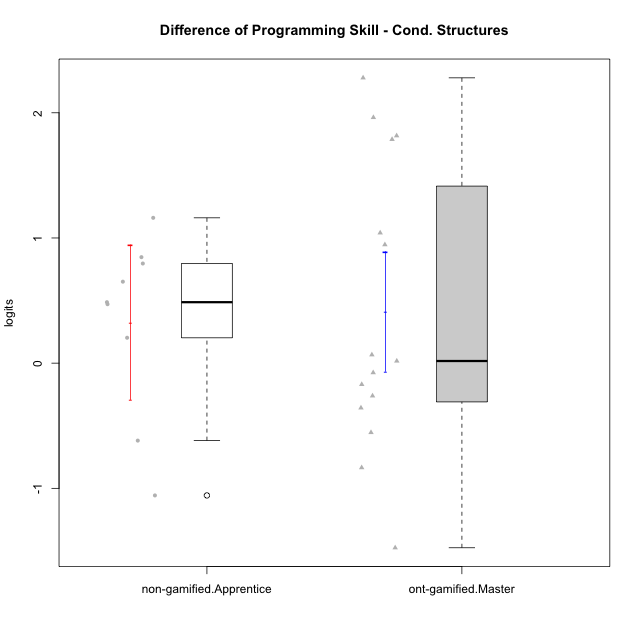 Difference of Programming Skill - Cond. Structures
logits
2
1
0
-1
non-gamified.Apprentice
ont-gamified.Master